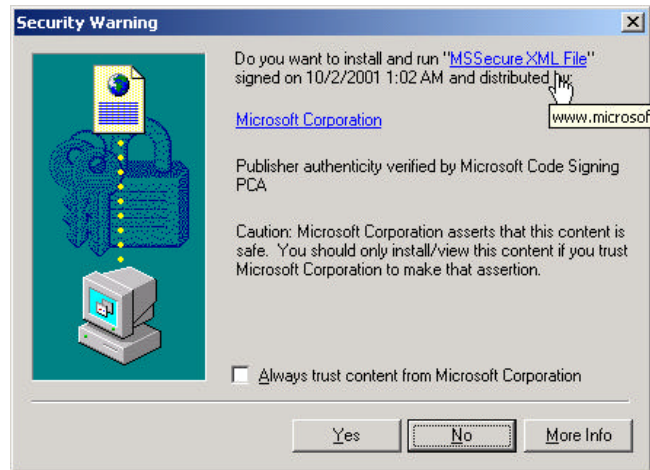 Security Warning
Do you want to install and run "MSSecure XML File"
signed on 10/2/2001 1:02 AM and distributed by:
Microsoft Corporation
www.microsof
Publisher authenticity verified by Microsoft Code Signing
PCA
Caution: Microsoft Corporation asserts that this content is
safe. You should only install/view this content if you trust
Microsoft Corporation to make that assertion.
Always trust content from Microsoft Corporation
Yes
No
More Info